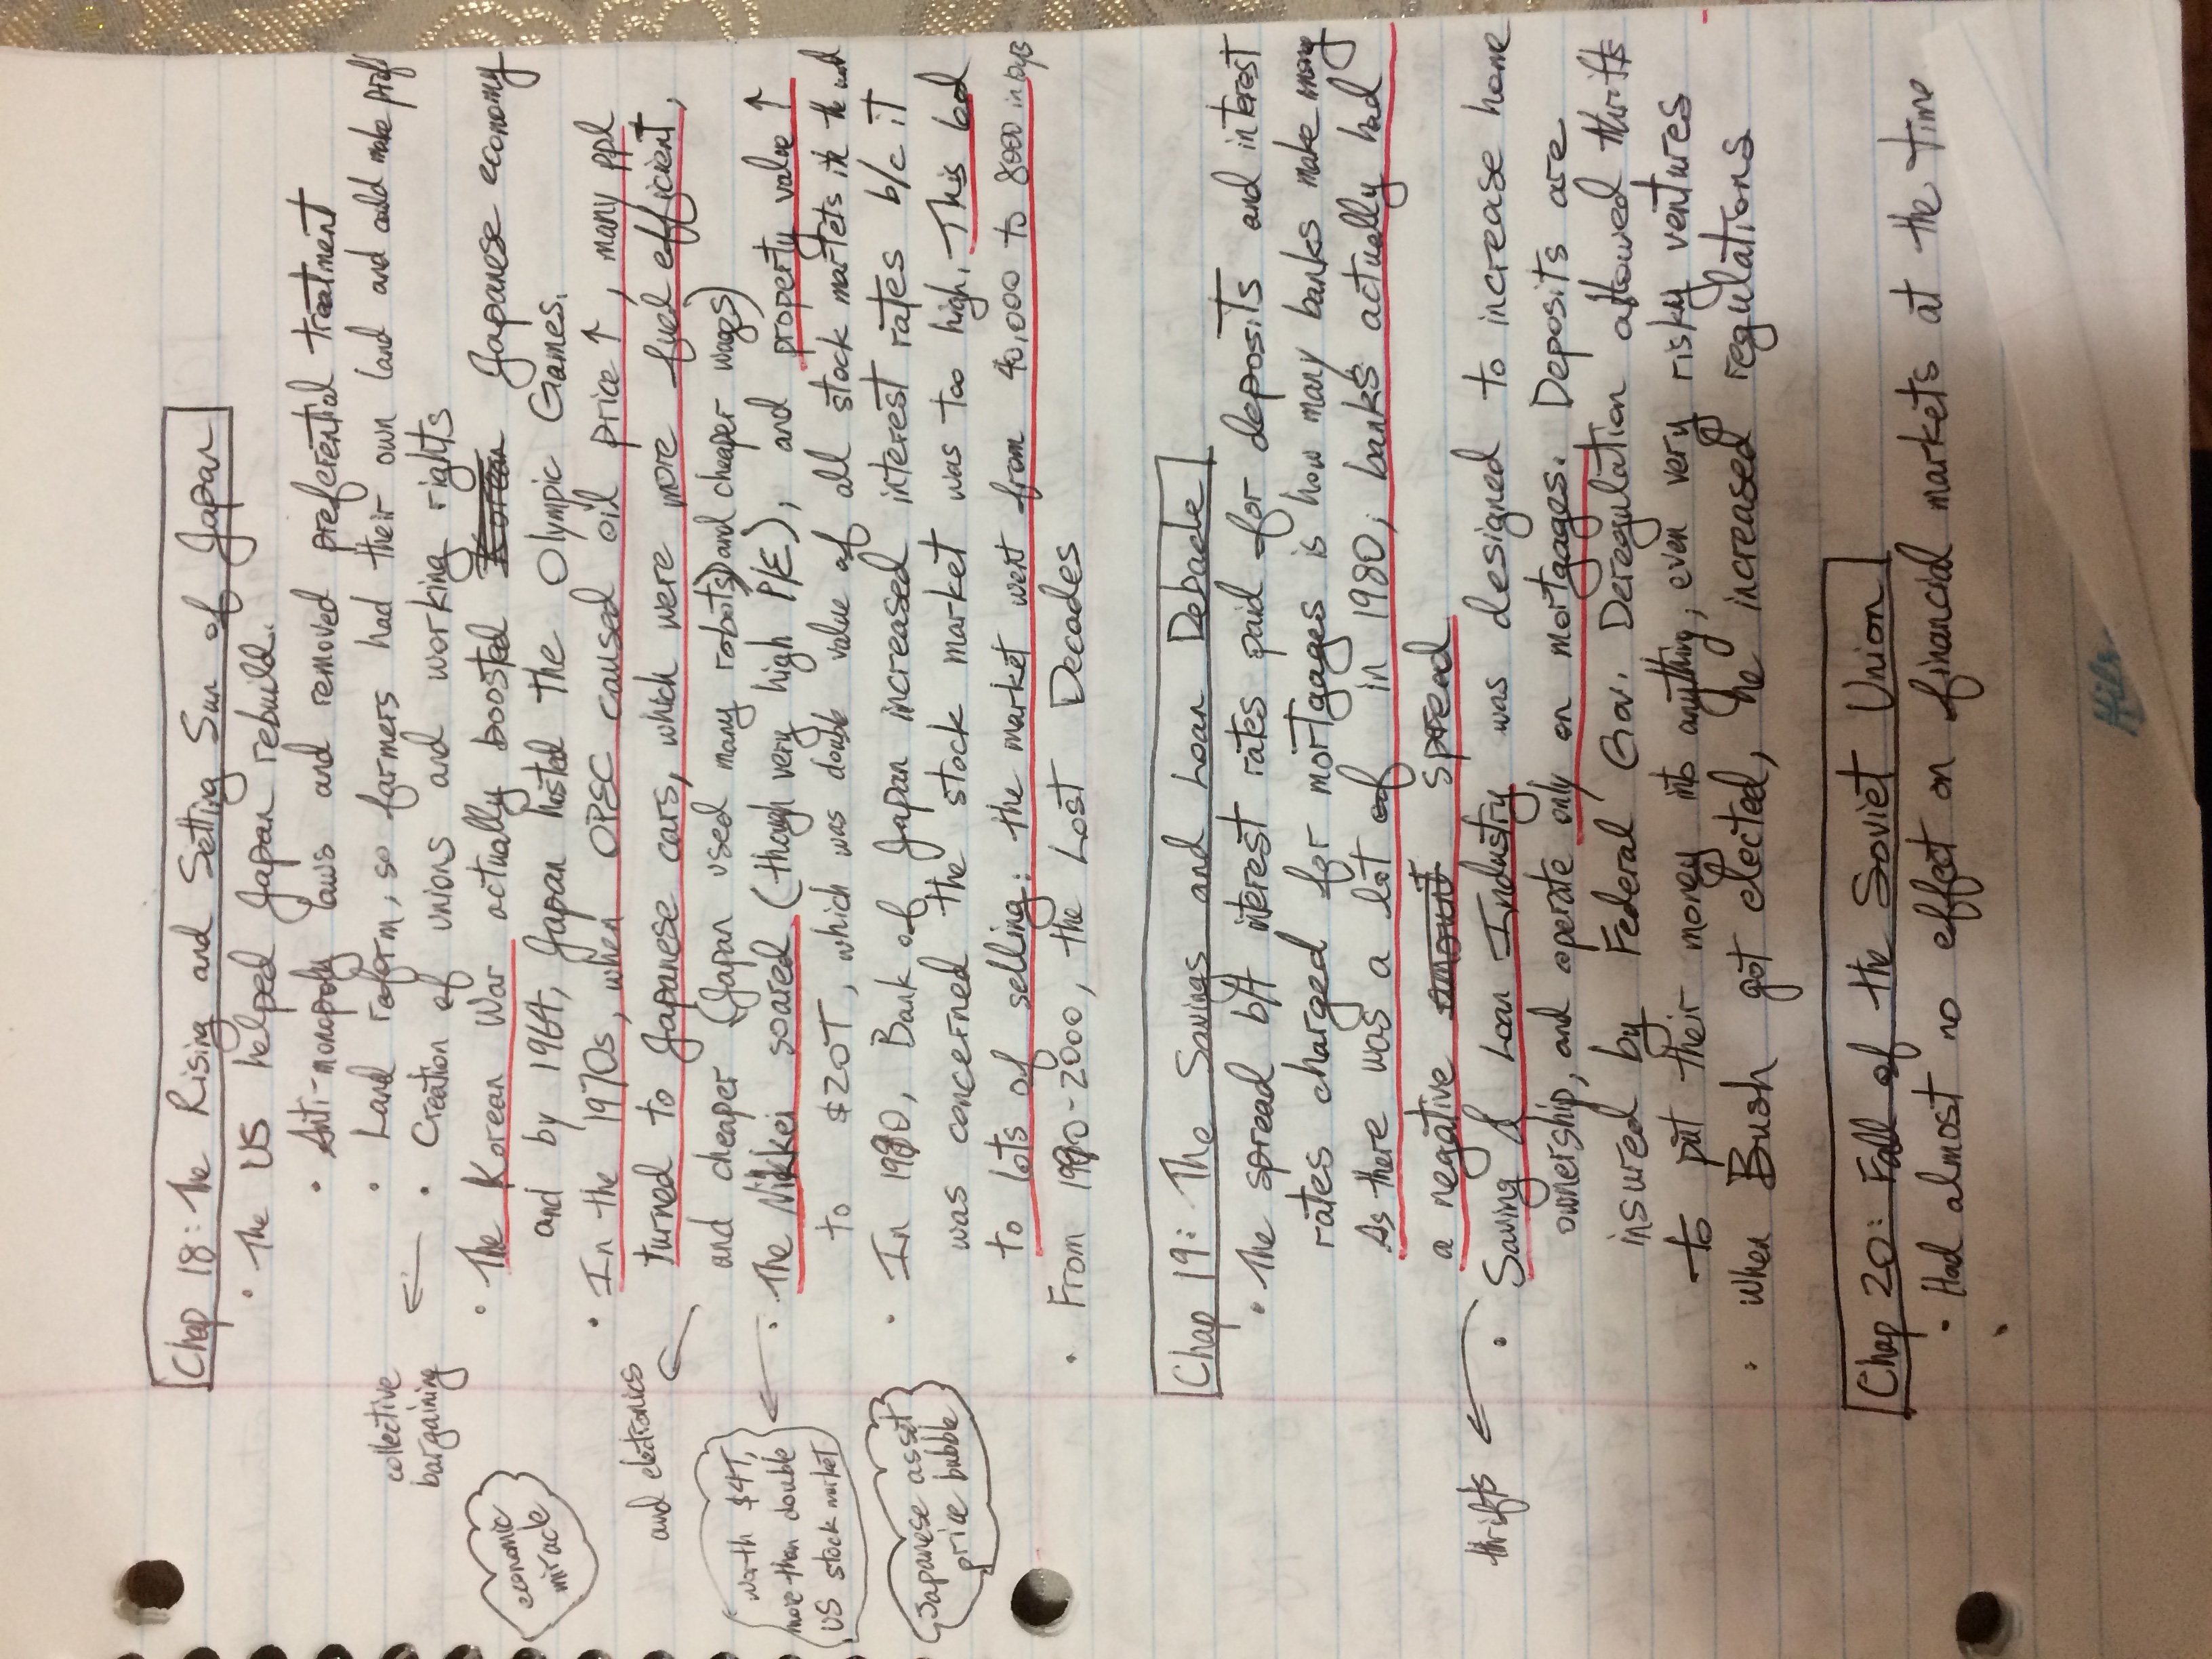 Chap 18: The Rising and Setting Sun of Japan
• The US helped Japan rebuild.
• Anti-monopoly laws and removed preferential treatment
• Land reform, so farmers had their own land and could make prof
collective
bargaining
• Creation of unions and working rights
• The Korean War actually boosted Korean Japanese economy
economic
miracle
and by 1964, Japan hosted the Olympic Games.
• In the 1970s, when OPEC caused oil price ↑, many ppl
and electronics
turned to Japanese cars, which were more fuel efficient,
and cheaper (Japan used many robots) and cheaper wages)
worth $4T,
more than double
US stock market
• The Nikkei soared (though very high P/E), and property value ↑
to $20T, which was double value of all stock markets in the
Japanese asset
price bubble
• In 1990, Bank of Japan increased interest rates b/c it
was concerned the stock market was too high. This led
to lots of selling: the market went from 40,000 to 8000 in
• From 1990-2000, the Lost Decades
Chap 19: The Savings and Loan Debacle
• The spread b/t interest rates paid for deposits and interest
rates charged for mortgages is how many banks make money
As there was a lot of in 1980, banks actually had
a negative amount spread
thrifts
• Saving & Loan Industry was designed to increase home
ownership, and operate only on mortgages. Deposits are
insured by Federal Gov. Deregulation allowed thrifts
to put their money into anything, even very risky ventures
• When Bush got elected, he increased regulations
Chap 20: Fall of the Soviet Union
• Had almost no effect on financial markets at the time
•